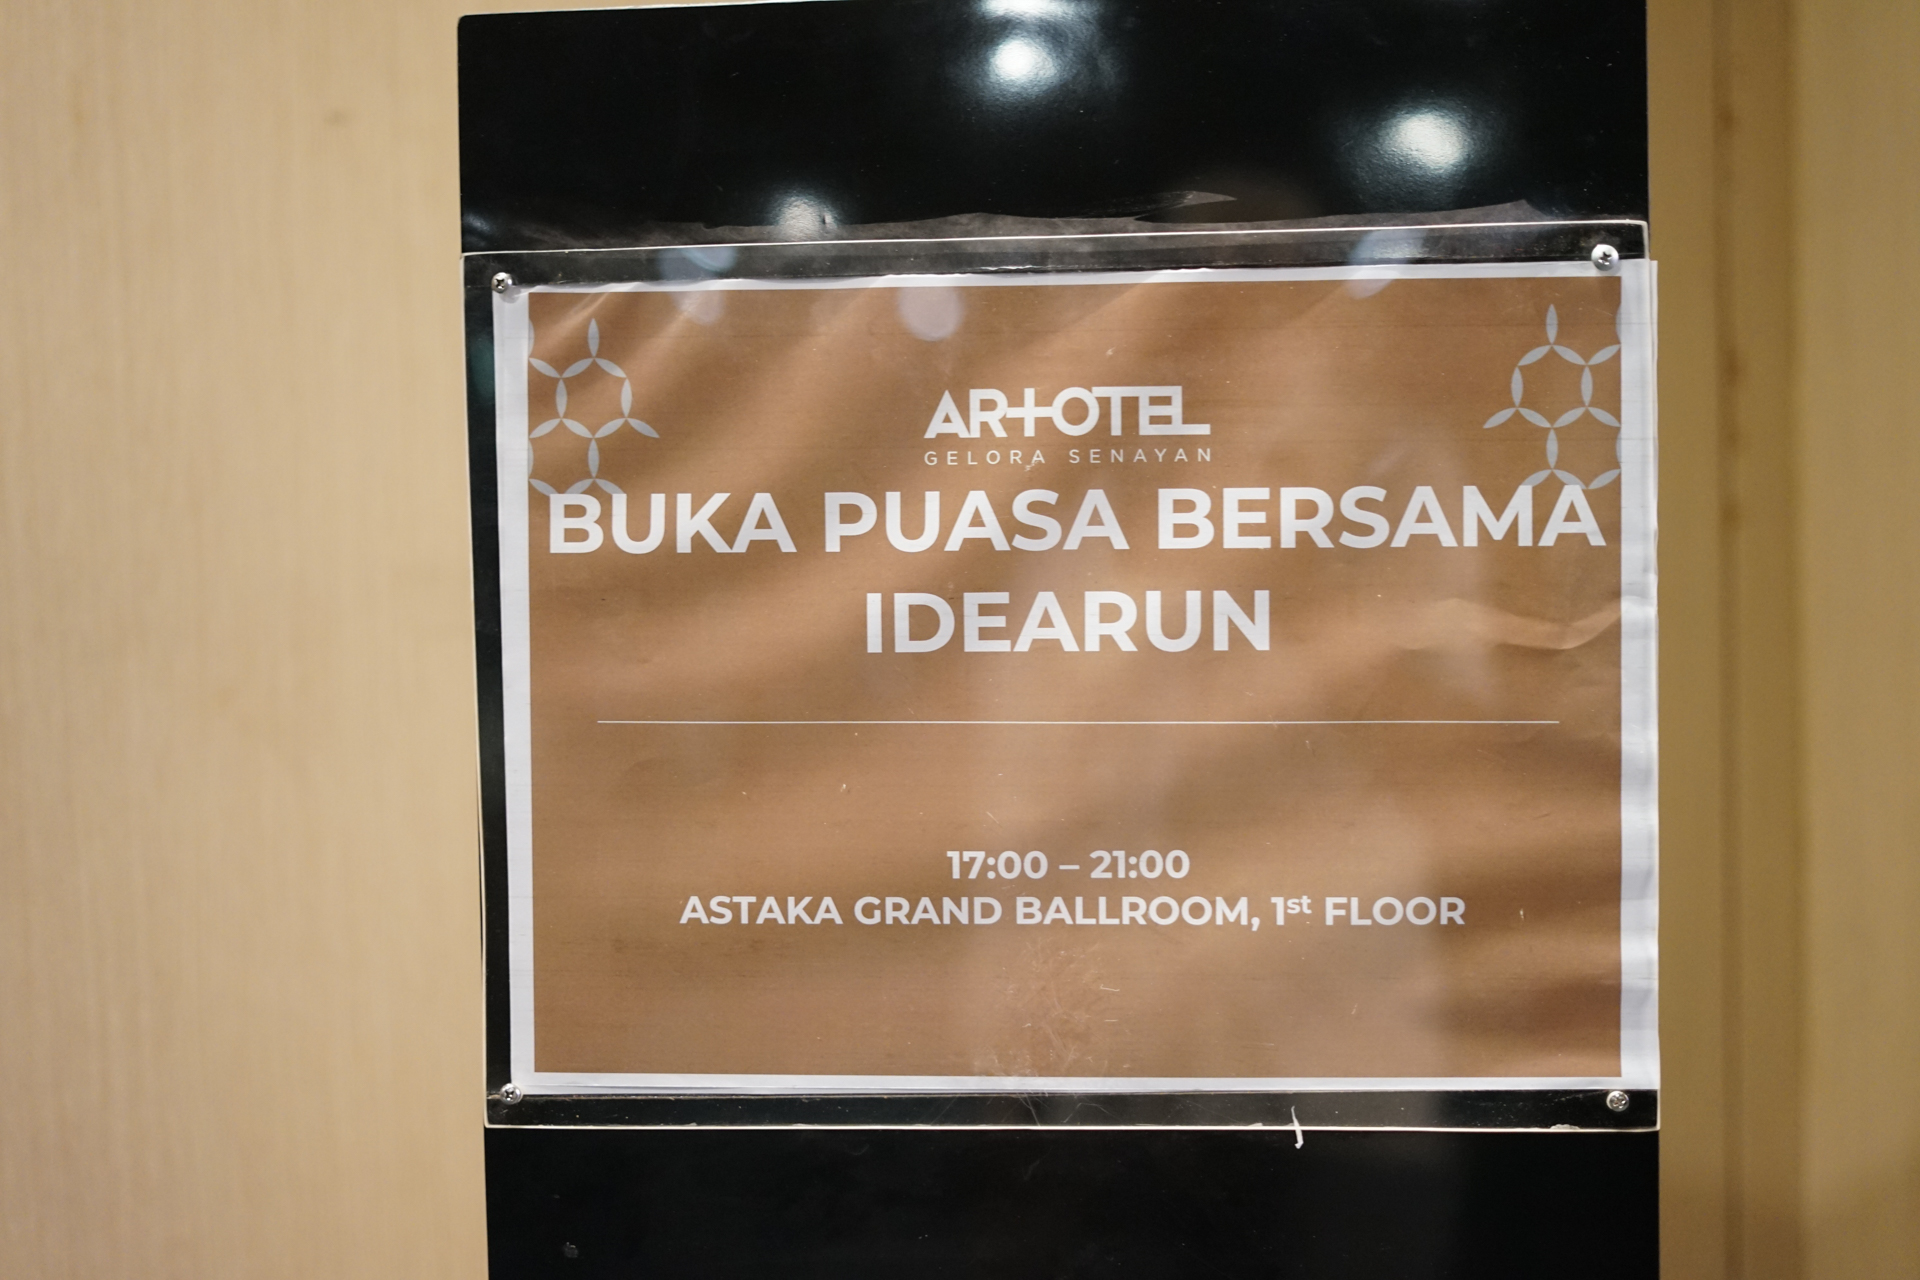 ARTOTEL
GELORA SENAYAN
BUKA PUASA BERSAMA
IDEARUN
17:00 – 21:00
ASTAKA GRAND BALLROOM, 1st FLOOR